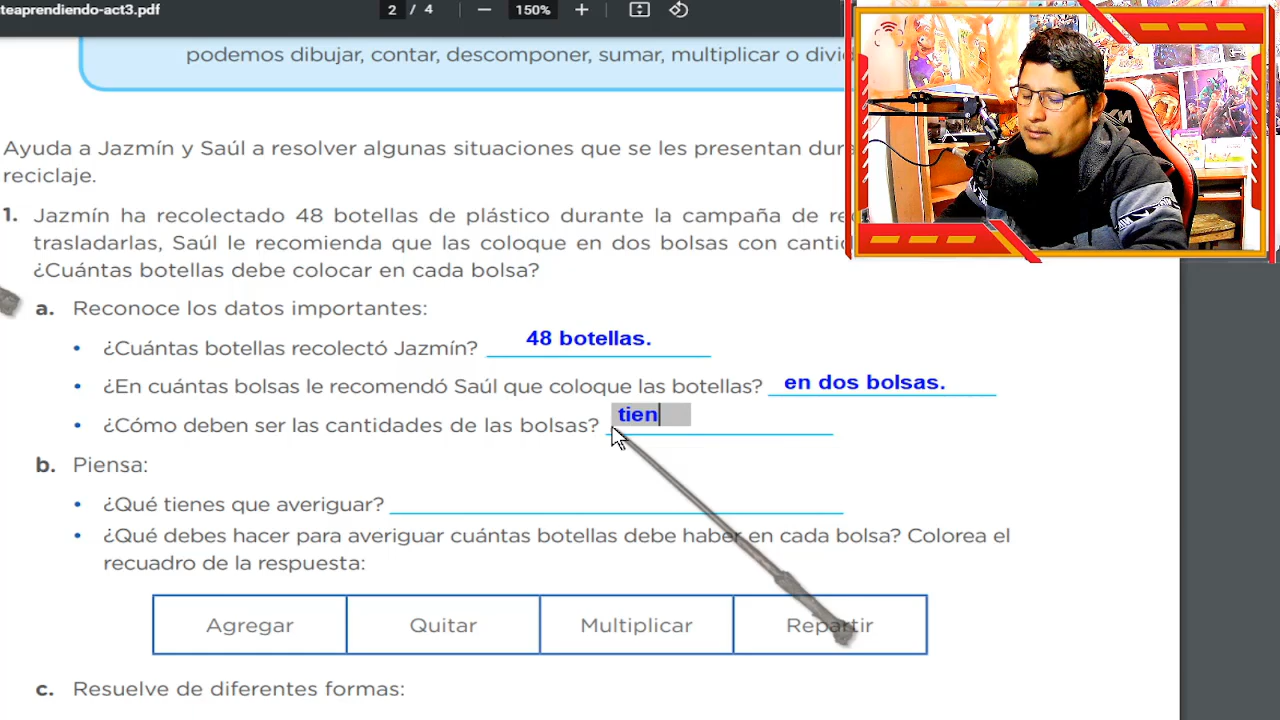 teaprendiendo-act3.pdf 2 / 4 150%
podemos dibujar, contar, descomponer, sumar, multiplicar o
Ayuda a Jazmín y Saúl a resolver algunas situaciones que se les presentan
reciclaje.
1. Jazmín ha recolectado 48 botellas de plástico durante la campaña de
trasladarlas, Saúl le recomienda que las coloque en dos bolsas con
¿Cuántas botellas debe colocar en cada bolsa?
a. Reconoce los datos importantes:
• ¿Cuántas botellas recolectó Jazmín? 48 botellas.
• ¿En cuántas bolsas le recomendó Saúl que coloque las botellas? en dos bolsas.
• ¿Cómo deben ser las cantidades de las bolsas? tien
b. Piensa:
• ¿Qué tienes que averiguar?
• ¿Qué debes hacer para averiguar cuántas botellas debe haber en cada bolsa? Colorea el
recuadro de la respuesta:
Agregar Quitar Multiplicar Repartir
c. Resuelve de diferentes formas: